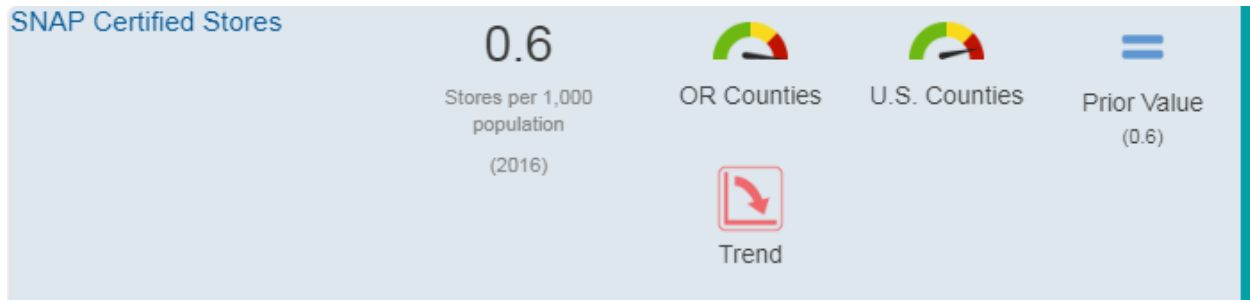 SNAP Certified Stores
0.6
Stores per 1,000
population
(2016)
OR Counties
U.S. Counties
Prior Value
(0.6)
Trend